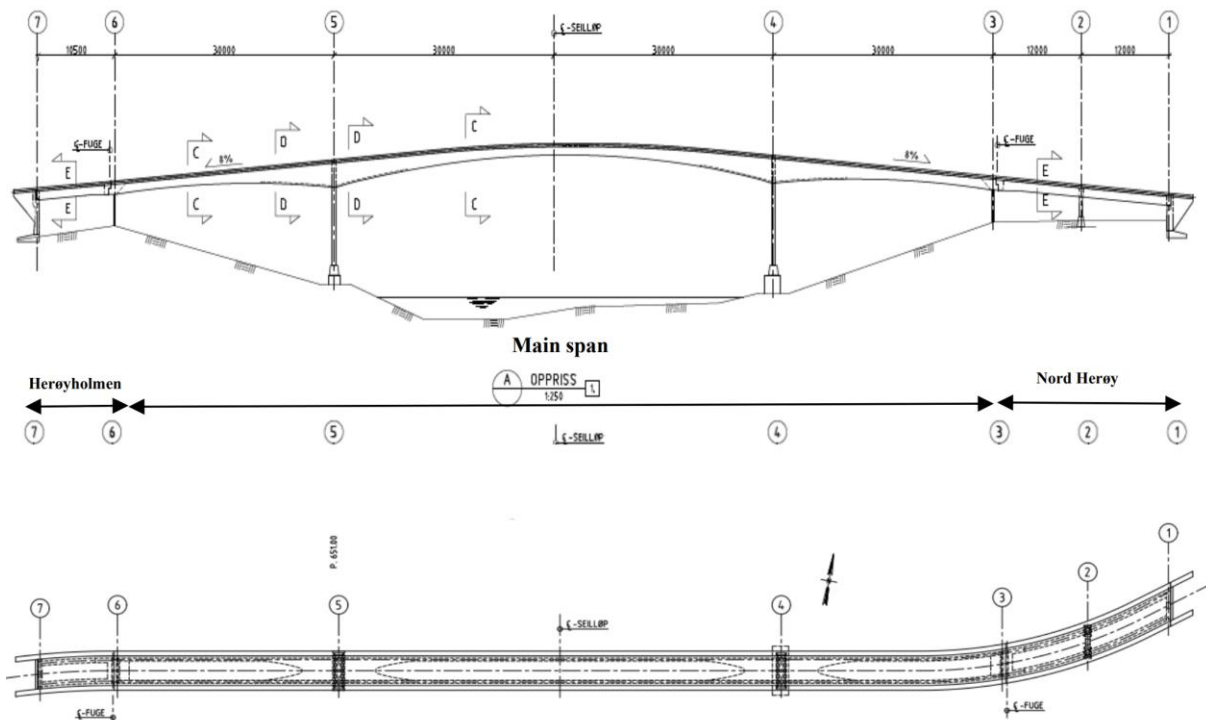 7 6 5 ℄-SEILLØP 4 3 2 1
10500 30000 30000 30000 30000 12000 12000
C D D C
℄-FUGE 8% 8% ℄-FUGE
E E
E C D D C E
Main span
Herøyholmen A OPPRISS 1 Nord Herøy
1:250
7 6 5 ℄-SEILLØP 4 3 2 1
P. 651.00
1
2
7 6 5 ℄-SEILLØP 4 3
℄-FUGE ℄-FUGE